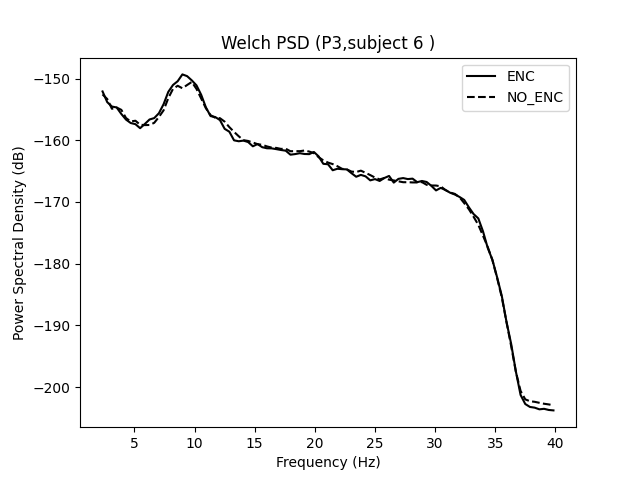 Welch PSD (P3,subject 6 )
ENC
NO_ENC
Power Spectral Density (dB)
−150
−160
−170
−180
−190
−200
5 10 15 20 25 30 35 40
Frequency (Hz)